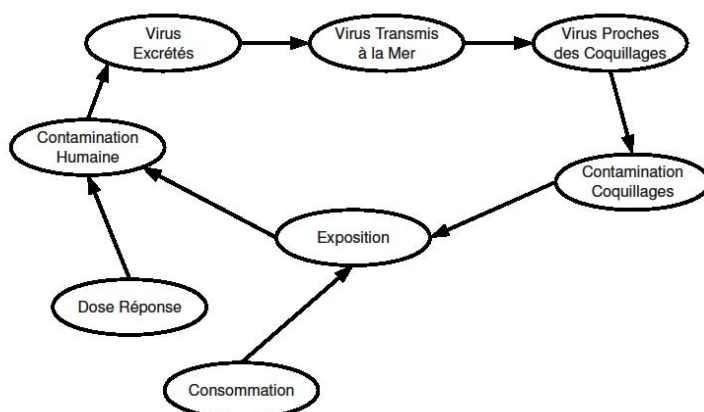 Virus
Excrétés
Virus Transmis
à la Mer
Virus Proches
des Coquillages
Contamination
Humaine
Contamination
Coquillages
Exposition
Dose Réponse
Consommation